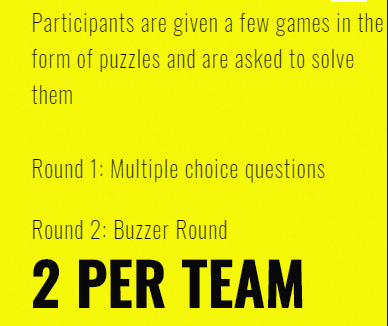 Participants are given a few games in the
form of puzzles and are asked to solve
them
Round 1: Multiple choice questions
Round 2: Buzzer Round
2 PER TEAM